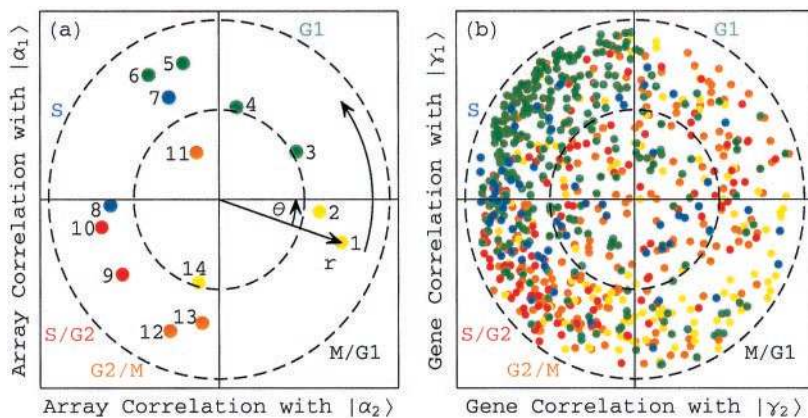 (a)
G1
5
6
7
4
S
11
3
8
θ
2
10
1
r
9
14
13
12
S/G2
G2/M
M/G1
Array Correlation with |α₁⟩
Array Correlation with |α₂⟩
(b)
G1
S
S/G2
G2/M
M/G1
Gene Correlation with |γ₁⟩
Gene Correlation with |γ₂⟩